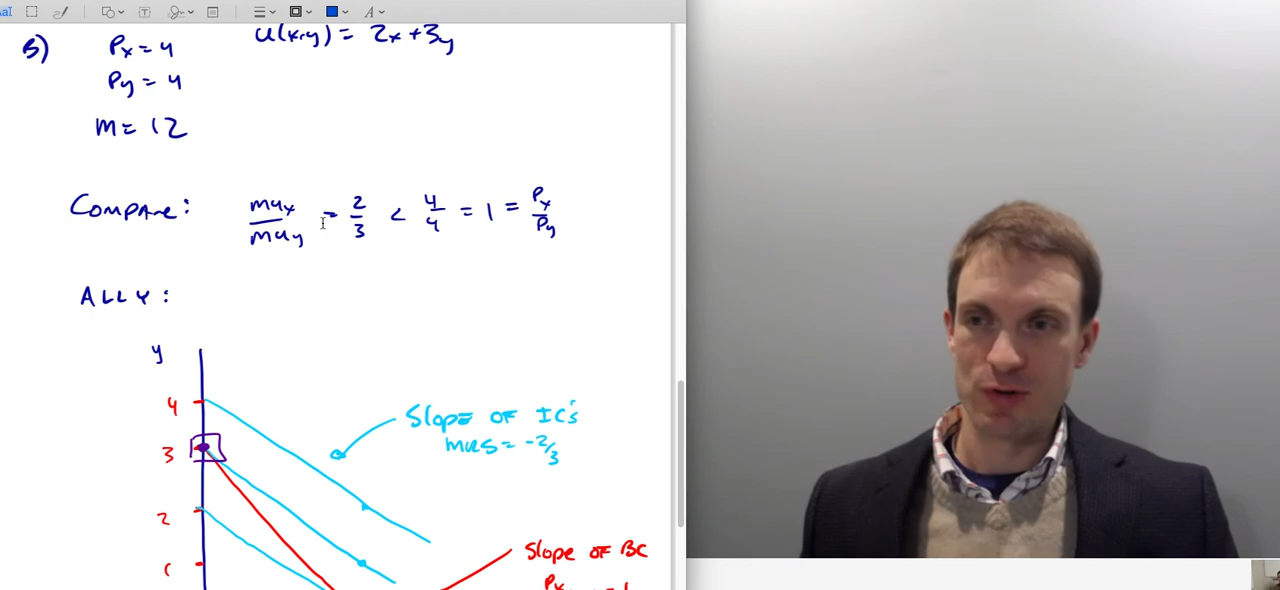 B) Px = 4 u(x,y) = 2x + 3y
Py = 4
m = 12
COMPARE: mux/muy = 2/3 < 4/4 = 1 = Px/Py
ALL Y:
y
4
Slope OF IC's
MRS = -2/3
3
2
Slope OF BC
1